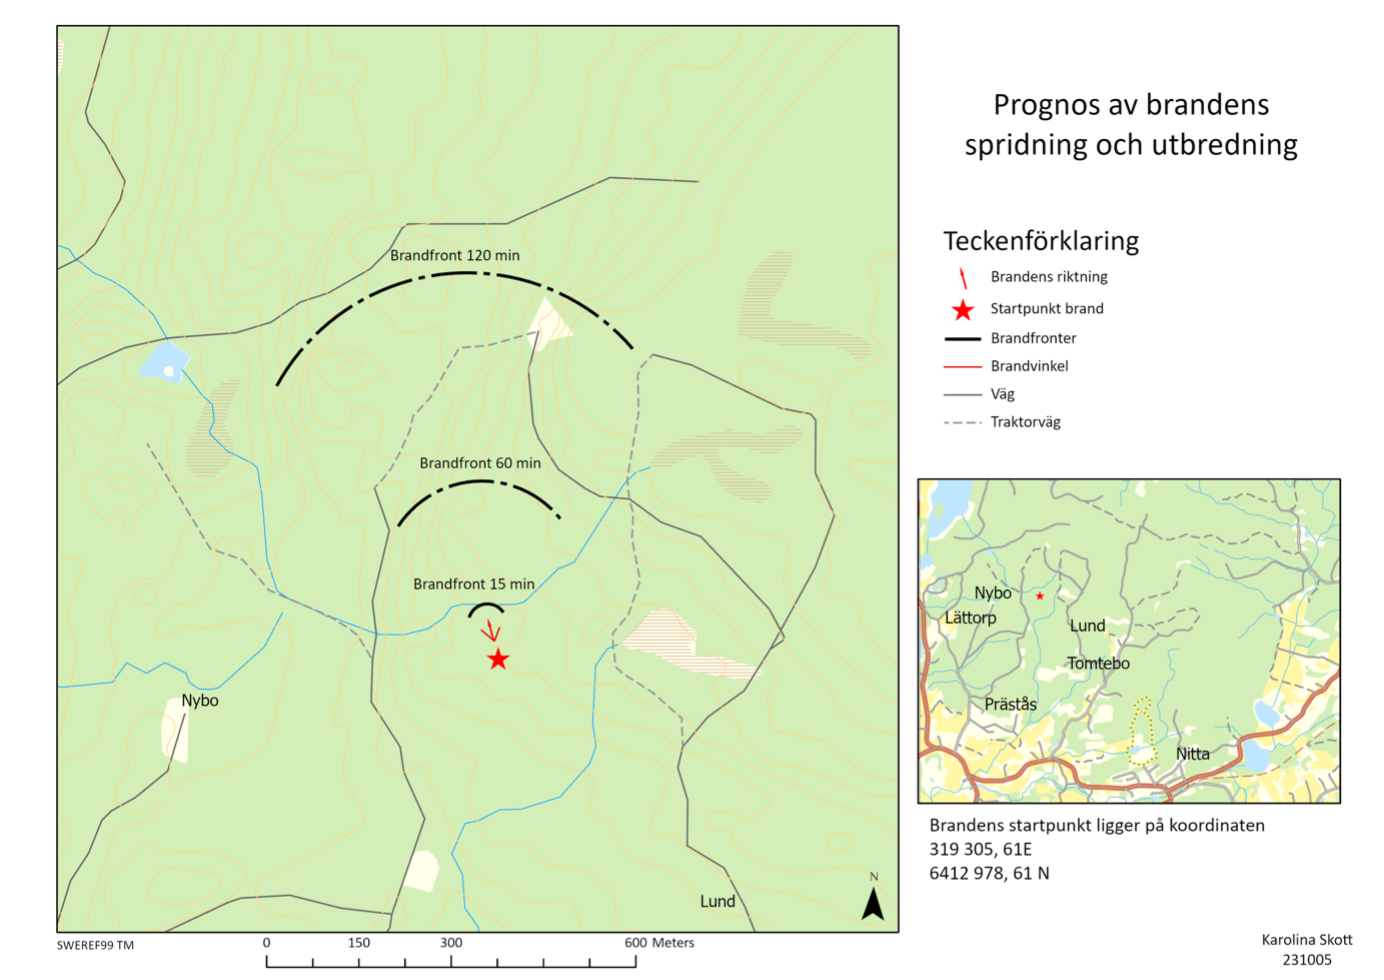 Prognos av brandens
spridning och utbredning
Teckenförklaring
Brandens riktning
Startpunkt brand
Brandfronter
Brandvinkel
Väg
Traktorväg
Brandfront 120 min
Brandfront 60 min
Brandfront 15 min
Nybo
Lund
N
SWEREF99 TM
0 150 300 600 Meters
Nybo
Lättorp
Lund
Tomtebo
Prästås
Nitta
Brandens startpunkt ligger på koordinaten
319 305, 61E
6412 978, 61 N
Karolina Skott
231005